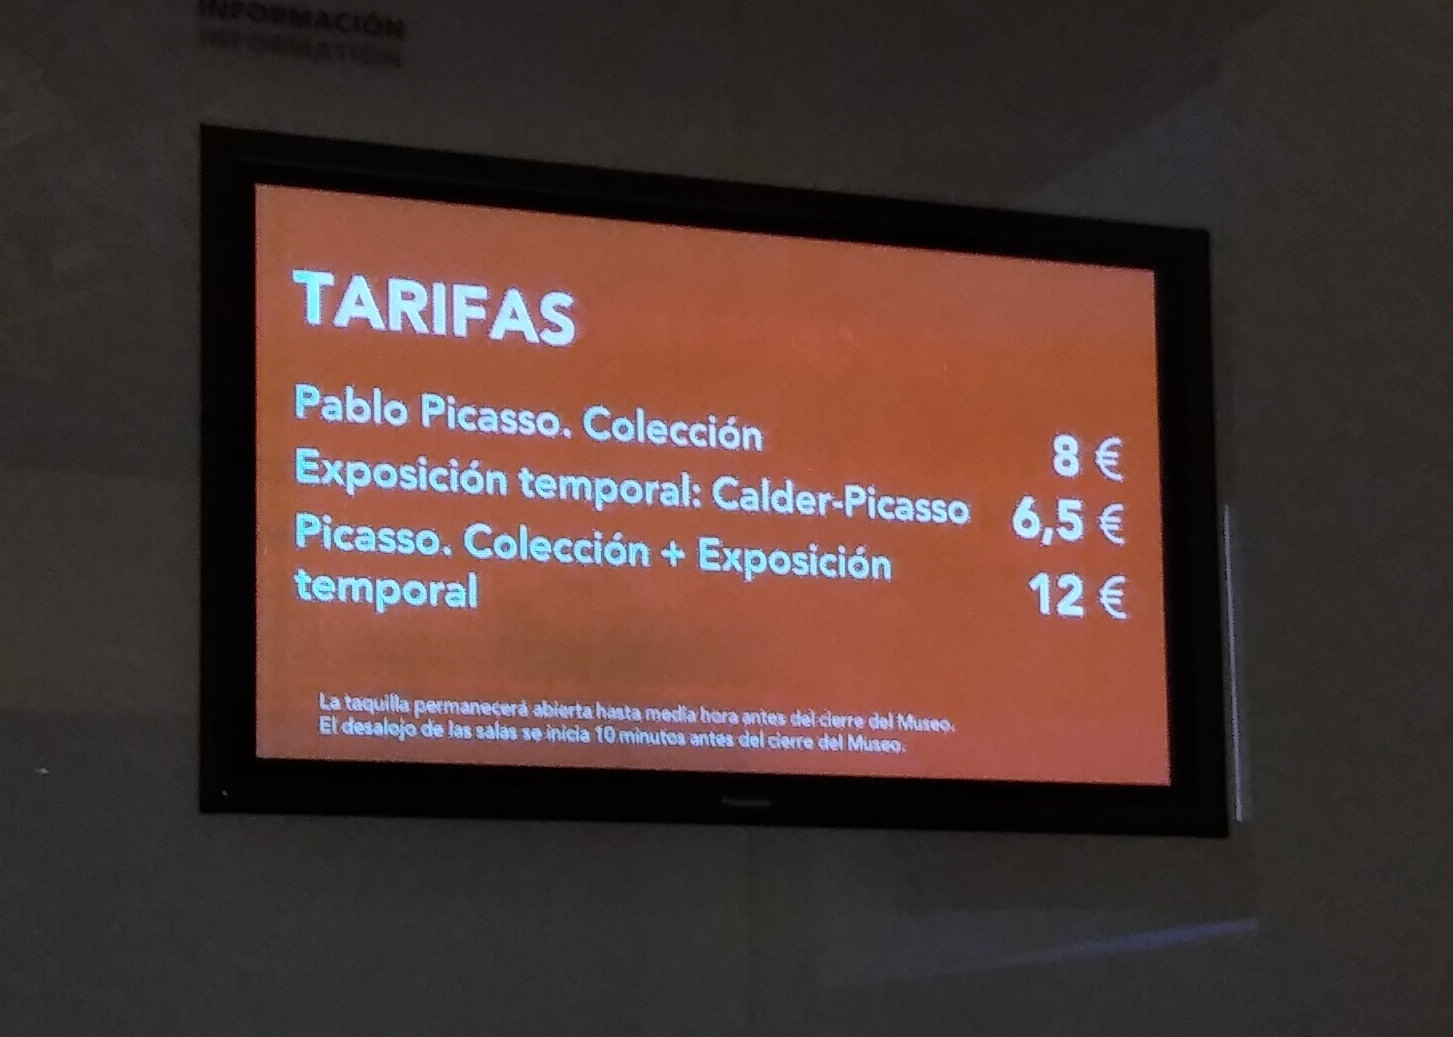 INFORMACIÓN
INFORMATION
TARIFAS
Pablo Picasso. Colección 8 €
Exposición temporal: Calder-Picasso 6,5 €
Picasso. Colección + Exposición
temporal 12 €
La taquilla permanecerá abierta hasta media hora antes del cierre del Museo.
El desalojo de las salas se inicia 10 minutos antes del cierre del Museo.
Panasonic